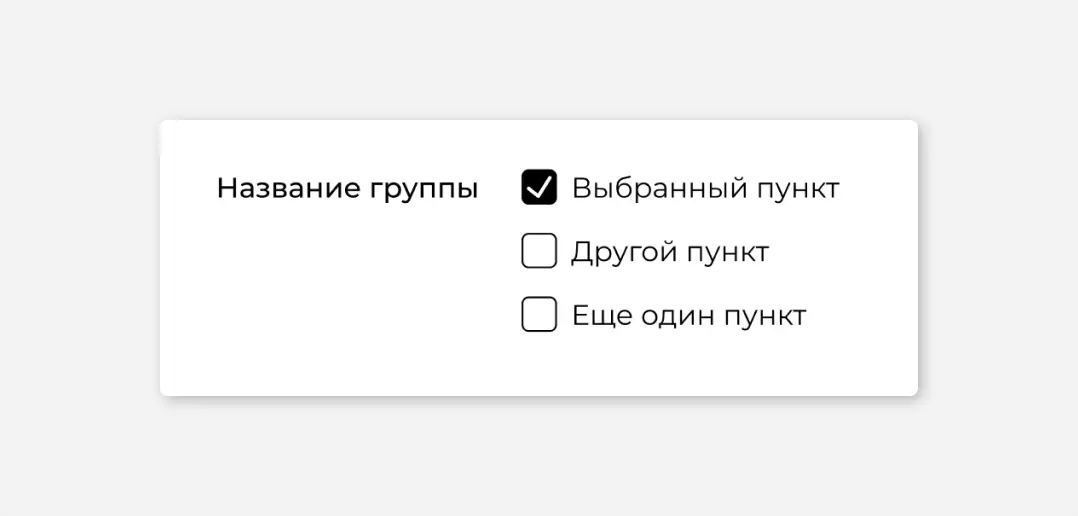 Название группы
Выбранный пункт
Другой пункт
Еще один пункт